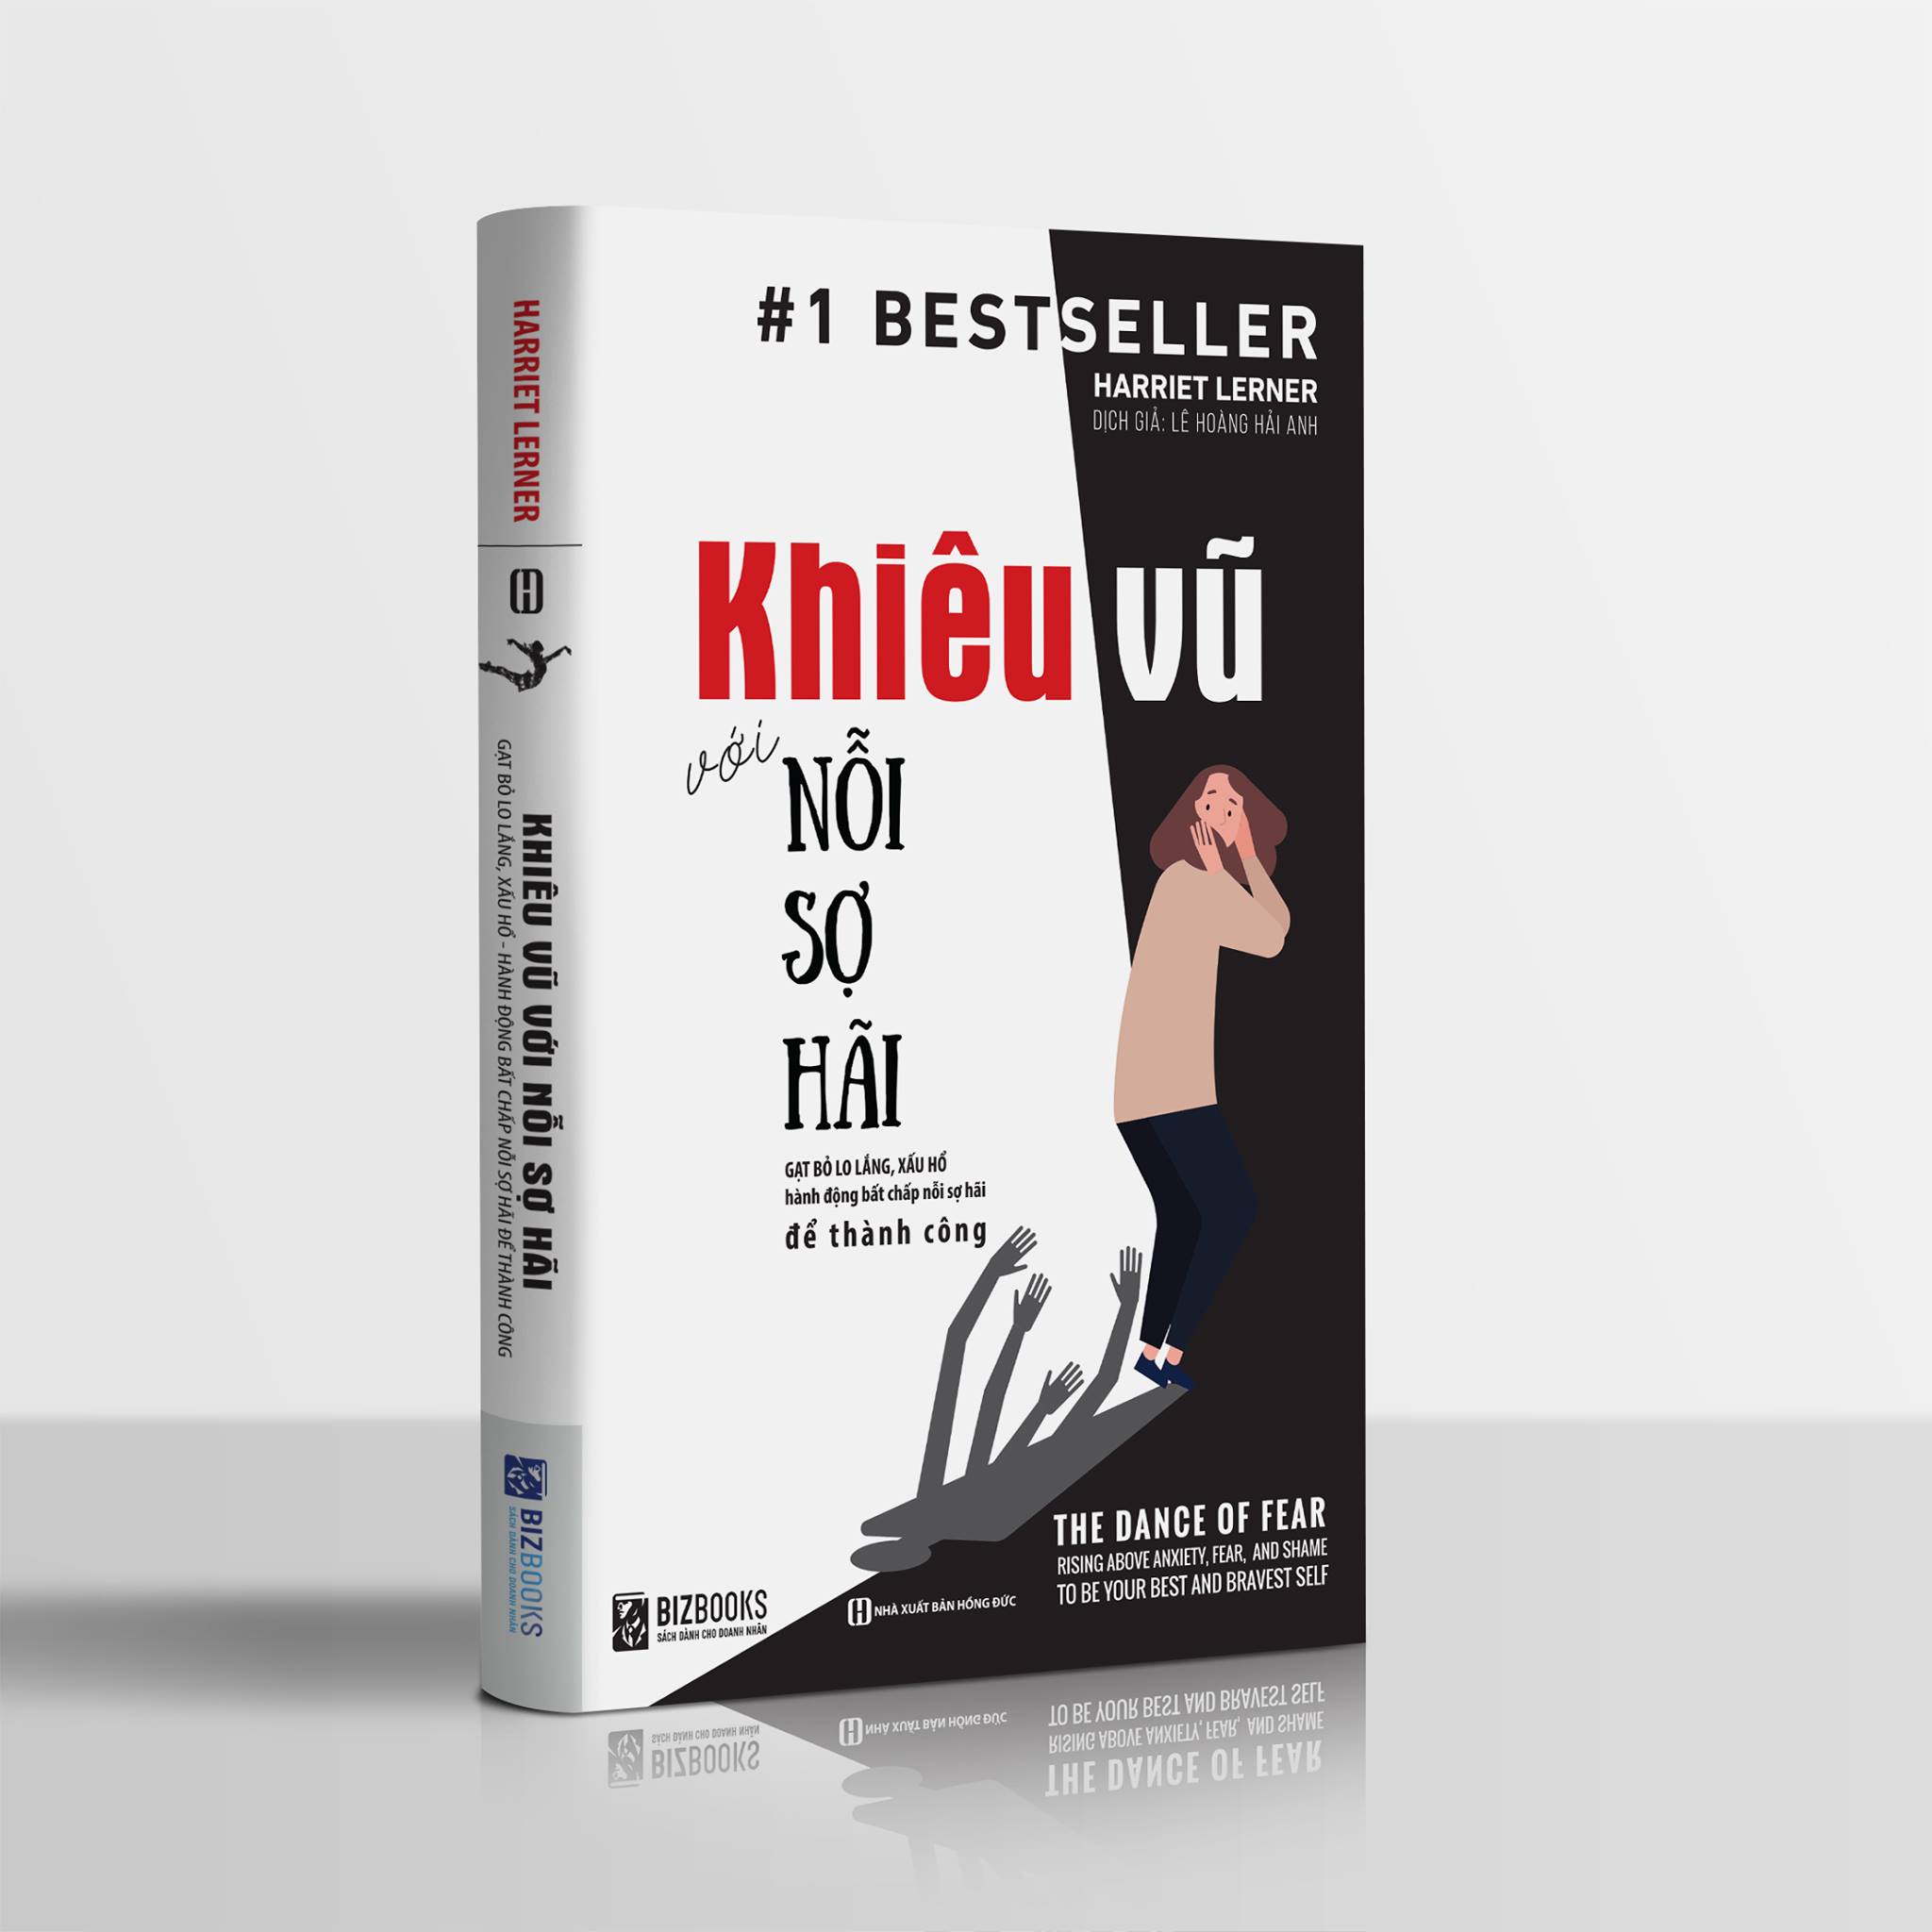 HARRIET LERNER
KHIÊU VŨ VỚI NỖI SỢ HÃI
GẠT BỎ LO LẮNG, XẤU HỔ - HÀNH ĐỘNG BẤT CHẤP NỖI SỢ HÃI ĐỂ THÀNH CÔNG
BIZBOOKS
SÁCH DÀNH CHO DOANH NHÂN
#1 BESTSELLER
HARRIET LERNER
DỊCH GIẢ: LÊ HOÀNG HẢI ANH
Khiêu vũ
với NỖI
SỢ
HÃI
GẠT BỎ LO LẮNG, XẤU HỔ
hành động bất chấp nỗi sợ hãi
để thành công
THE DANCE OF FEAR
RISING ABOVE ANXIETY, FEAR, AND SHAME
TO BE YOUR BEST AND BRAVEST SELF
BIZBOOKS
SÁCH DÀNH CHO DOANH NHÂN
NHÀ XUẤT BẢN HỒNG ĐỨC